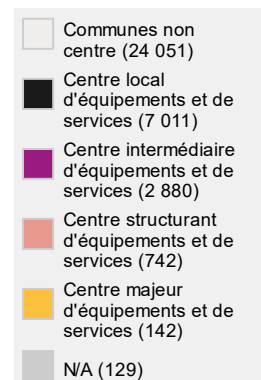 Communes non
centre (24 051)
Centre local
d'équipements et de
services (7 011)
Centre intermédiaire
d'équipements et de
services (2 880)
Centre structurant
d'équipements et de
services (742)
Centre majeur
d'équipements et de
services (142)
N/A (129)